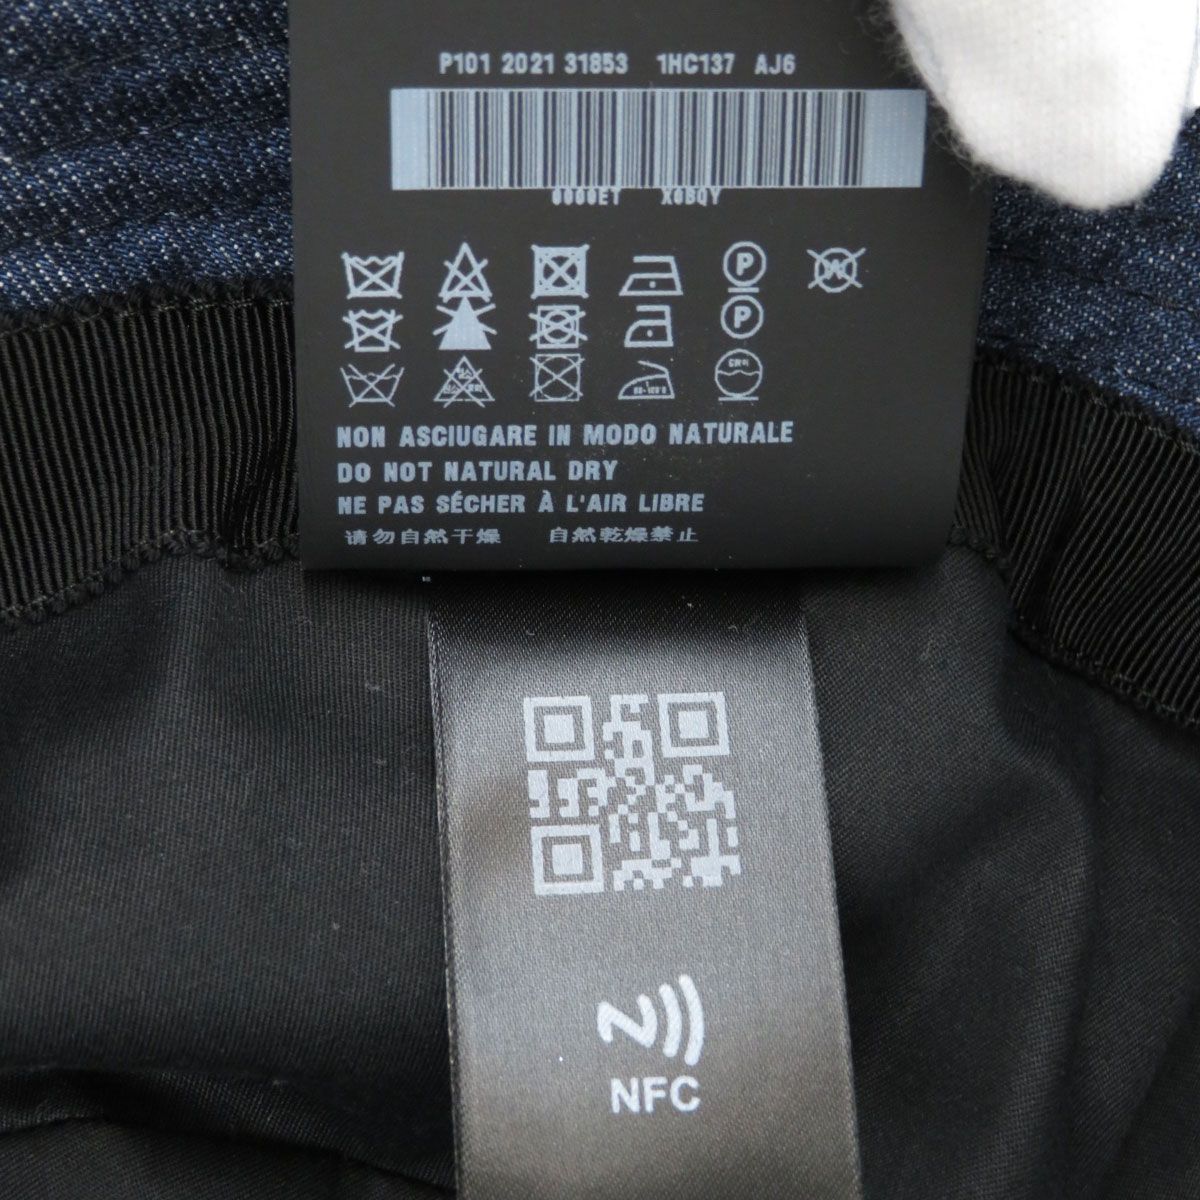 P101 2021 31853 1HC137 AJ6
0000ET X0BQY
P
W
P
NON ASCIUGARE IN MODO NATURALE
DO NOT NATURAL DRY
NE PAS SÉCHER À L'AIR LIBRE
请勿自然干燥 自然乾燥禁止
NFC